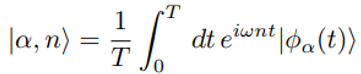 |α, n⟩ = 1/T ∫₀ᵀ dt e^{iωnt} |ϕ_α(t)⟩